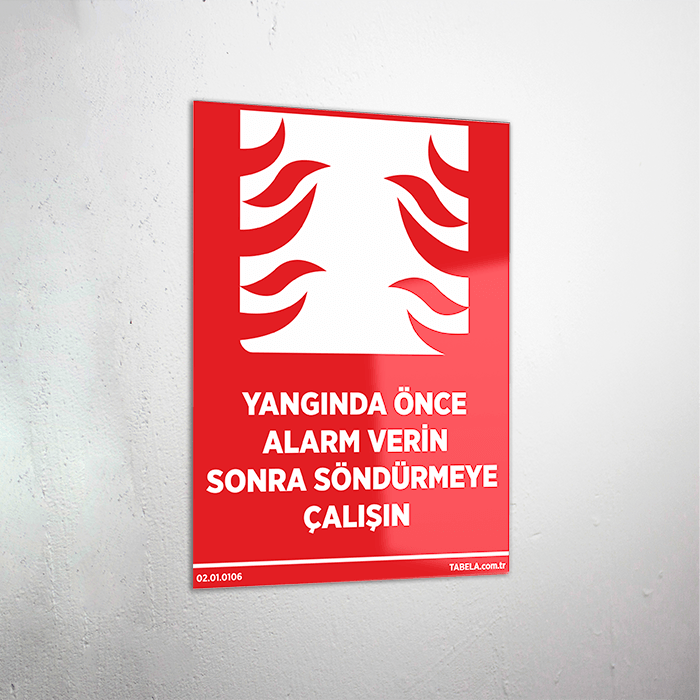 YANGINDA ÖNCE
ALARM VERİN
SONRA SÖNDÜRMEYE
ÇALIŞIN
02.01.0106
TABELA.com.tr